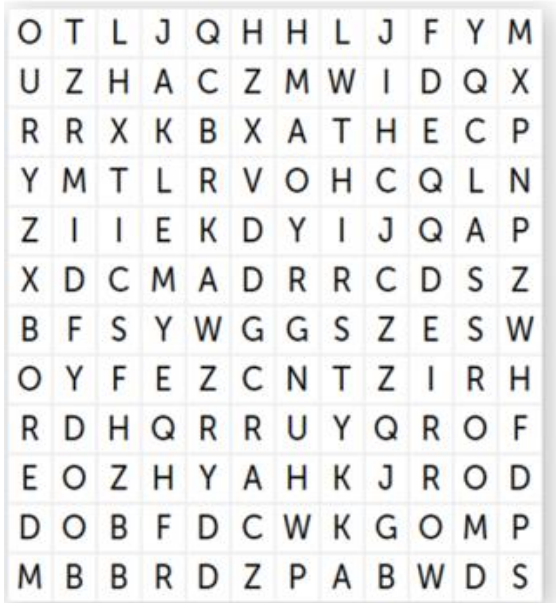 O T L J Q H H L J F Y M
U Z H A C Z M W I D Q X
R R X K B X A T H E C P
Y M T L R V O H C Q L N
Z I I E K D Y I J Q A P
X D C M A D R R C D S Z
B F S Y W G G S Z E S W
O Y F E Z C N T Z I R H
R D H Q R R U Y Q R O F
E O Z H Y A H K J R O D
D O B F D C W K G O M P
M B B R D Z P A B W D S